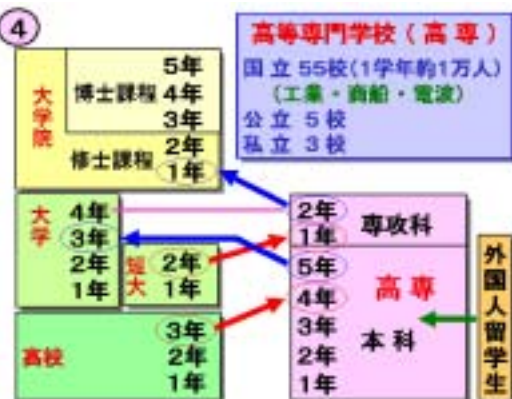 ④
高等専門学校(高専)
国立55校(1学年約1万人)
(工業・商船・電波)
公立 5校
私立 3校
大学院
博士課程
5年
4年
3年
修士課程
2年
1年
大学
4年
3年
2年
1年
短大
2年
1年
高校
3年
2年
1年
専攻科
2年
1年
高専
本科
5年
4年
3年
2年
1年
外国人留学生